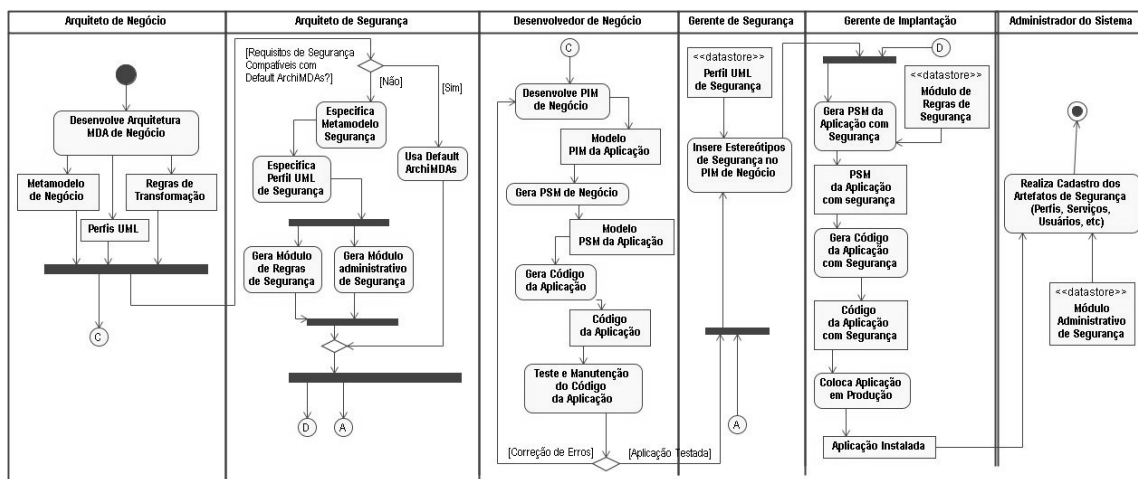 Arquiteto de Negócio
Desenvolve Arquitetura
MDA de Negócio
Metamodelo
de Negócio
Regras de
Transformação
Perfis UML
C
Arquiteto de Segurança
[Requisitos de Segurança
Compatíveis com
Default ArchiMDAs?]
[Não]
[Sim]
Especifica
Metamodelo
Segurança
Especifica
Perfil UML
de Segurança
Usa Default
ArchiMDAs
Gera Módulo
de Regras
de Segurança
Gera Módulo
administrativo
de Segurança
D
A
Desenvolvedor de Negócio
C
Desenvolve PIM
de Negócio
Modelo
PIM da Aplicação
Gera PSM de Negócio
Modelo
PSM da Aplicação
Gera Código
da Aplicação
Código
da Aplicação
Teste e Manutenção
do Código
da Aplicação
[Correção de Erros]
[Aplicação Testada]
Gerente de Segurança
<<datastore>>
Perfil UML
de Segurança
Insere Estereótipos
de Segurança no
PIM de Negócio
A
Gerente de Implantação
D
<<datastore>>
Módulo de
Regras de
Segurança
Gera PSM da
Aplicação com
Segurança
PSM
da Aplicação
com segurança
Gera Código
da Aplicação
com Segurança
Código
da Aplicação
com Segurança
Coloca Aplicação
em Produção
Aplicação Instalada
Administrador do Sistema
Realiza Cadastro dos
Artefatos de Segurança
(Perfis, Serviços,
Usuários, etc)
<<datastore>>
Módulo
Administrativo
de Segurança